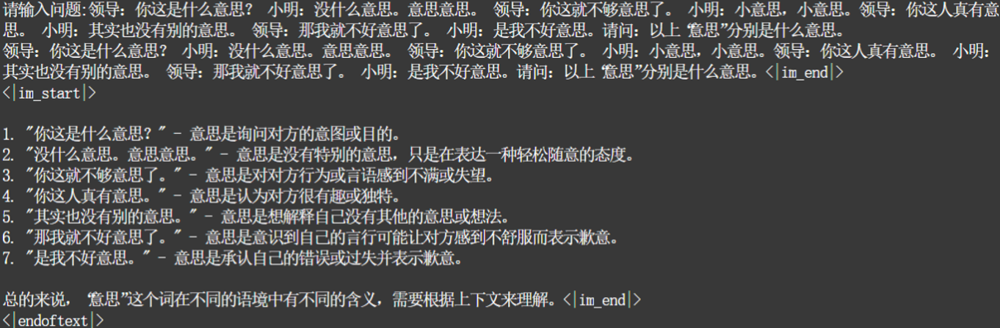 请输入问题:领导：你这是什么意思？ 小明：没什么意思。意思意思。 领导：你这就不够意思了。 小明：小意思，小意思。领导：你这人真有意
思。 小明：其实也没有别的意思。 领导：那我就不好意思了。 小明：是我不好意思。请问：以上“意思”分别是什么意思。
领导：你这是什么意思？ 小明：没什么意思。意思意思。 领导：你这就不够意思了。 小明：小意思，小意思。领导：你这人真有意思。 小明：
其实也没有别的意思。 领导：那我就不好意思了。 小明：是我不好意思。请问：以上“意思”分别是什么意思。<|im_end|>
<|im_start|>
1. "你这是什么意思？" - 意思是询问对方的意图或目的。
2. "没什么意思。意思意思。" - 意思是没有特别的意思，只是在表达一种轻松随意的态度。
3. "你这就不够意思了。" - 意思是对对方行为或言语感到不满或失望。
4. "你这人真有意思。" - 意思是认为对方很有趣或独特。
5. "其实也没有别的意思。" - 意思是想解释自己没有其他的意思或想法。
6. "那我就不好意思了。" - 意思是意识到自己的言行可能让对方感到不舒服而表示歉意。
7. "是我不好意思。" - 意思是承认自己的错误或过失并表示歉意。
总的来说，“意思”这个词在不同的语境中有不同的含义，需要根据上下文来理解。<|im_end|>
<|endoftext|>